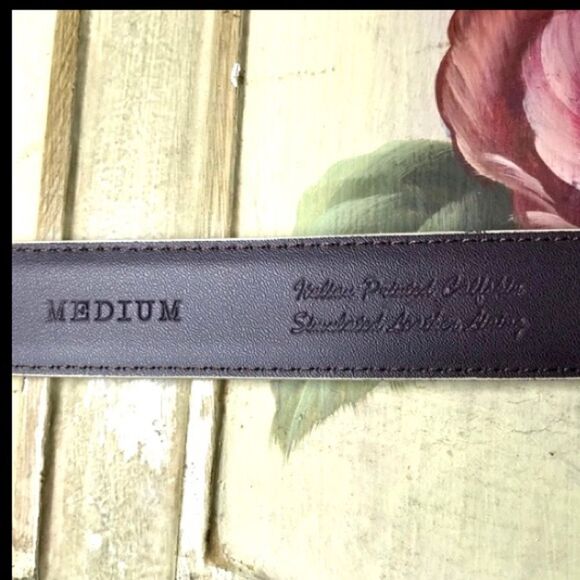 MEDIUM
Italian Printed Calfskin
Simulated Leather Lining